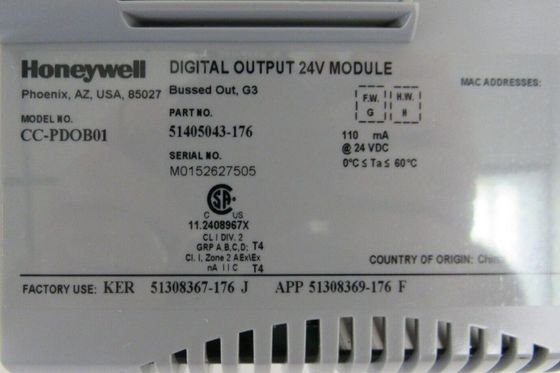 Honeywell
DIGITAL OUTPUT 24V MODULE
Phoenix, AZ, USA, 85027
Bussed Out, G3
MODEL NO.
CC-PDOB01
PART NO.
51405043-176
SERIAL NO.
M0152627505
F.W.
G
H.W.
H
110 mA
@ 24 VDC
0°C ≤ Ta ≤ 60°C
MAC ADDRESSES:
C US
11.2408967X
CL I DIV. 2
GRP A,B,C,D; T4
Cl. I, Zone 2 AEx\Ex
nA I I C T4
COUNTRY OF ORIGIN:
FACTORY USE: KER 51308367-176 J APP 51308369-176 F